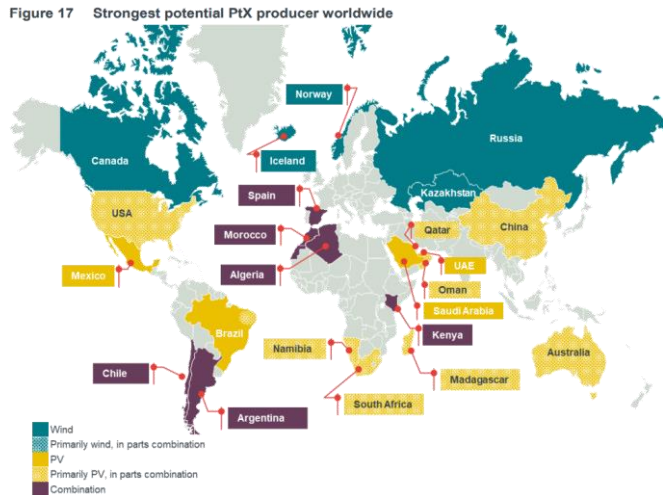 Figure 17 Strongest potential PtX producer worldwide
Norway
Russia
Canada
Iceland
Kazakhstan
Spain
USA
Qatar
China
Morocco
Mexico
Algeria
UAE
Oman
Saudi Arabia
Brazil
Kenya
Namibia
Australia
Chile
Madagascar
South Africa
Argentina
Wind
Primarily wind, in parts combination
PV
Primarily PV, in parts combination
Combination